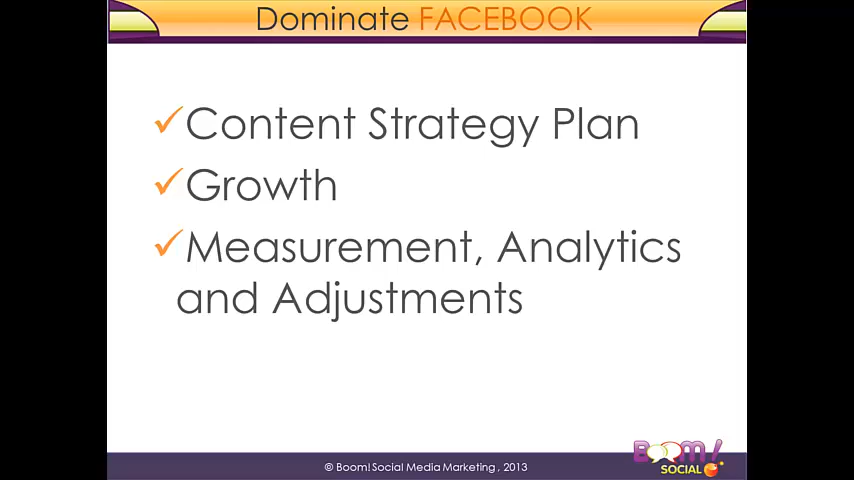 Dominate FACEBOOK
Content Strategy Plan
Growth
Measurement, Analytics
and Adjustments
© Boom! Social Media Marketing , 2013
BOOM!
SOCIAL